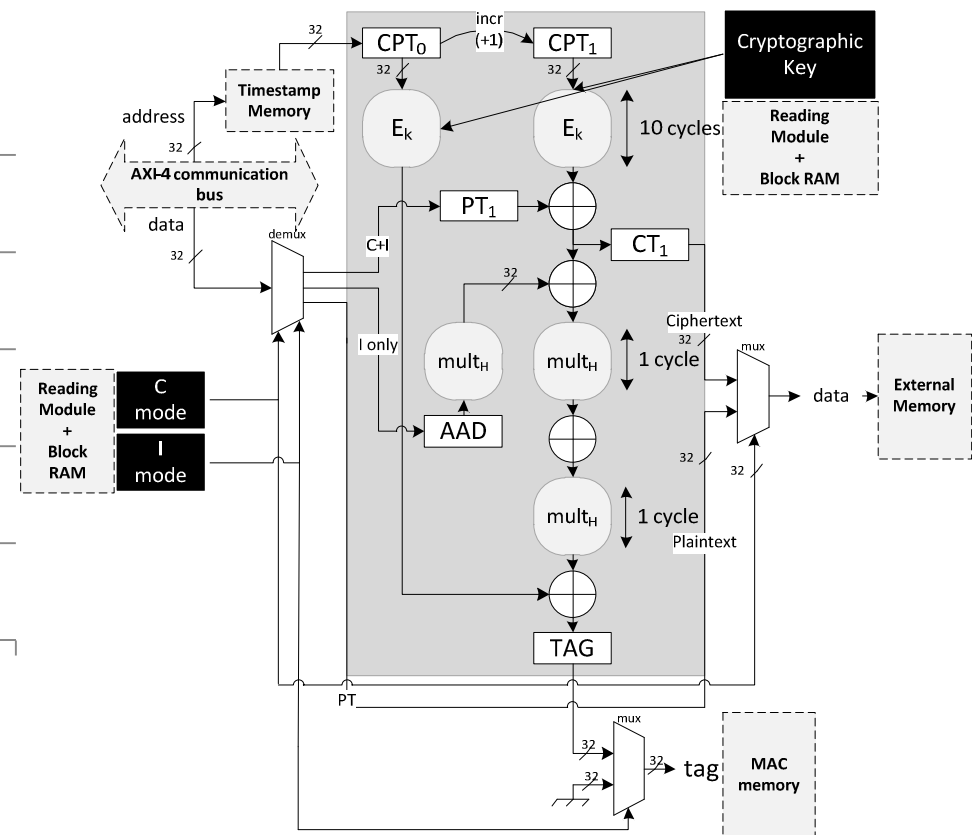 32
CPT0
incr
(+1)
CPT1
Cryptographic
Key
32
32
Timestamp
Memory
address
Ek
Ek
10 cycles
Reading
Module
+
Block RAM
32
AXI-4 communication
bus
PT1
data
demux
C+I
CT1
32
32
Ciphertext
32
I only
multH
multH
1 cycle
mux
Reading
Module
+
Block
RAM
C
mode
I
mode
AAD
data
External
Memory
32
32
multH
1 cycle
Plaintext
TAG
PT
mux
32
32
32
tag
MAC
memory